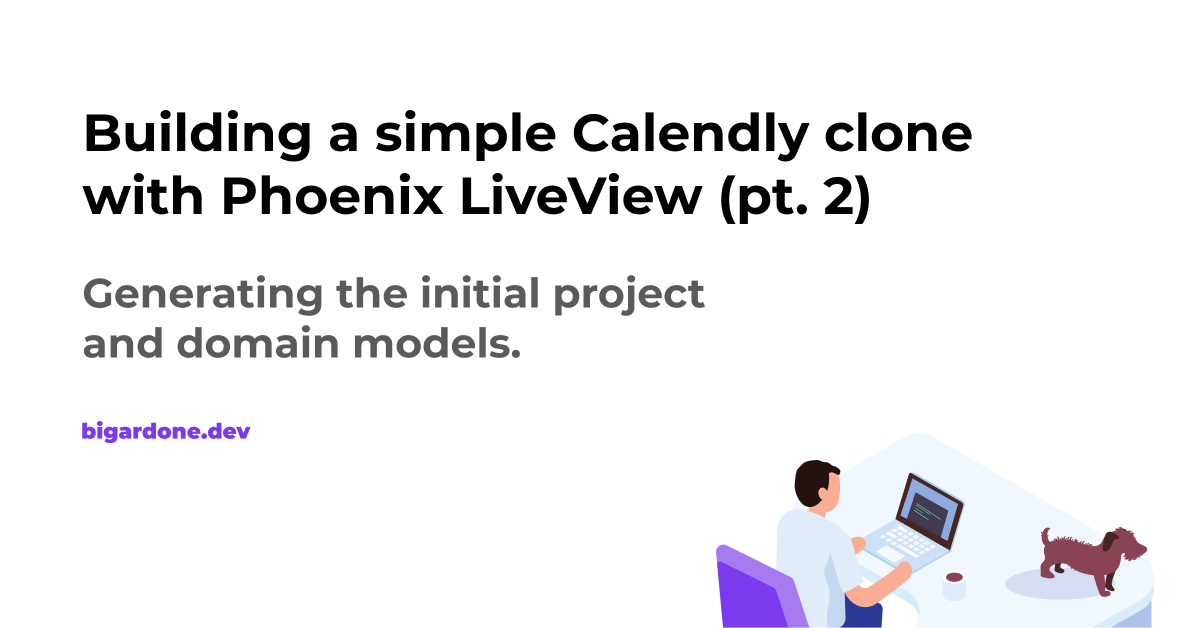 Building a simple Calendly clone
with Phoenix LiveView (pt. 2)
Generating the initial project
and domain models.
bigardone.dev